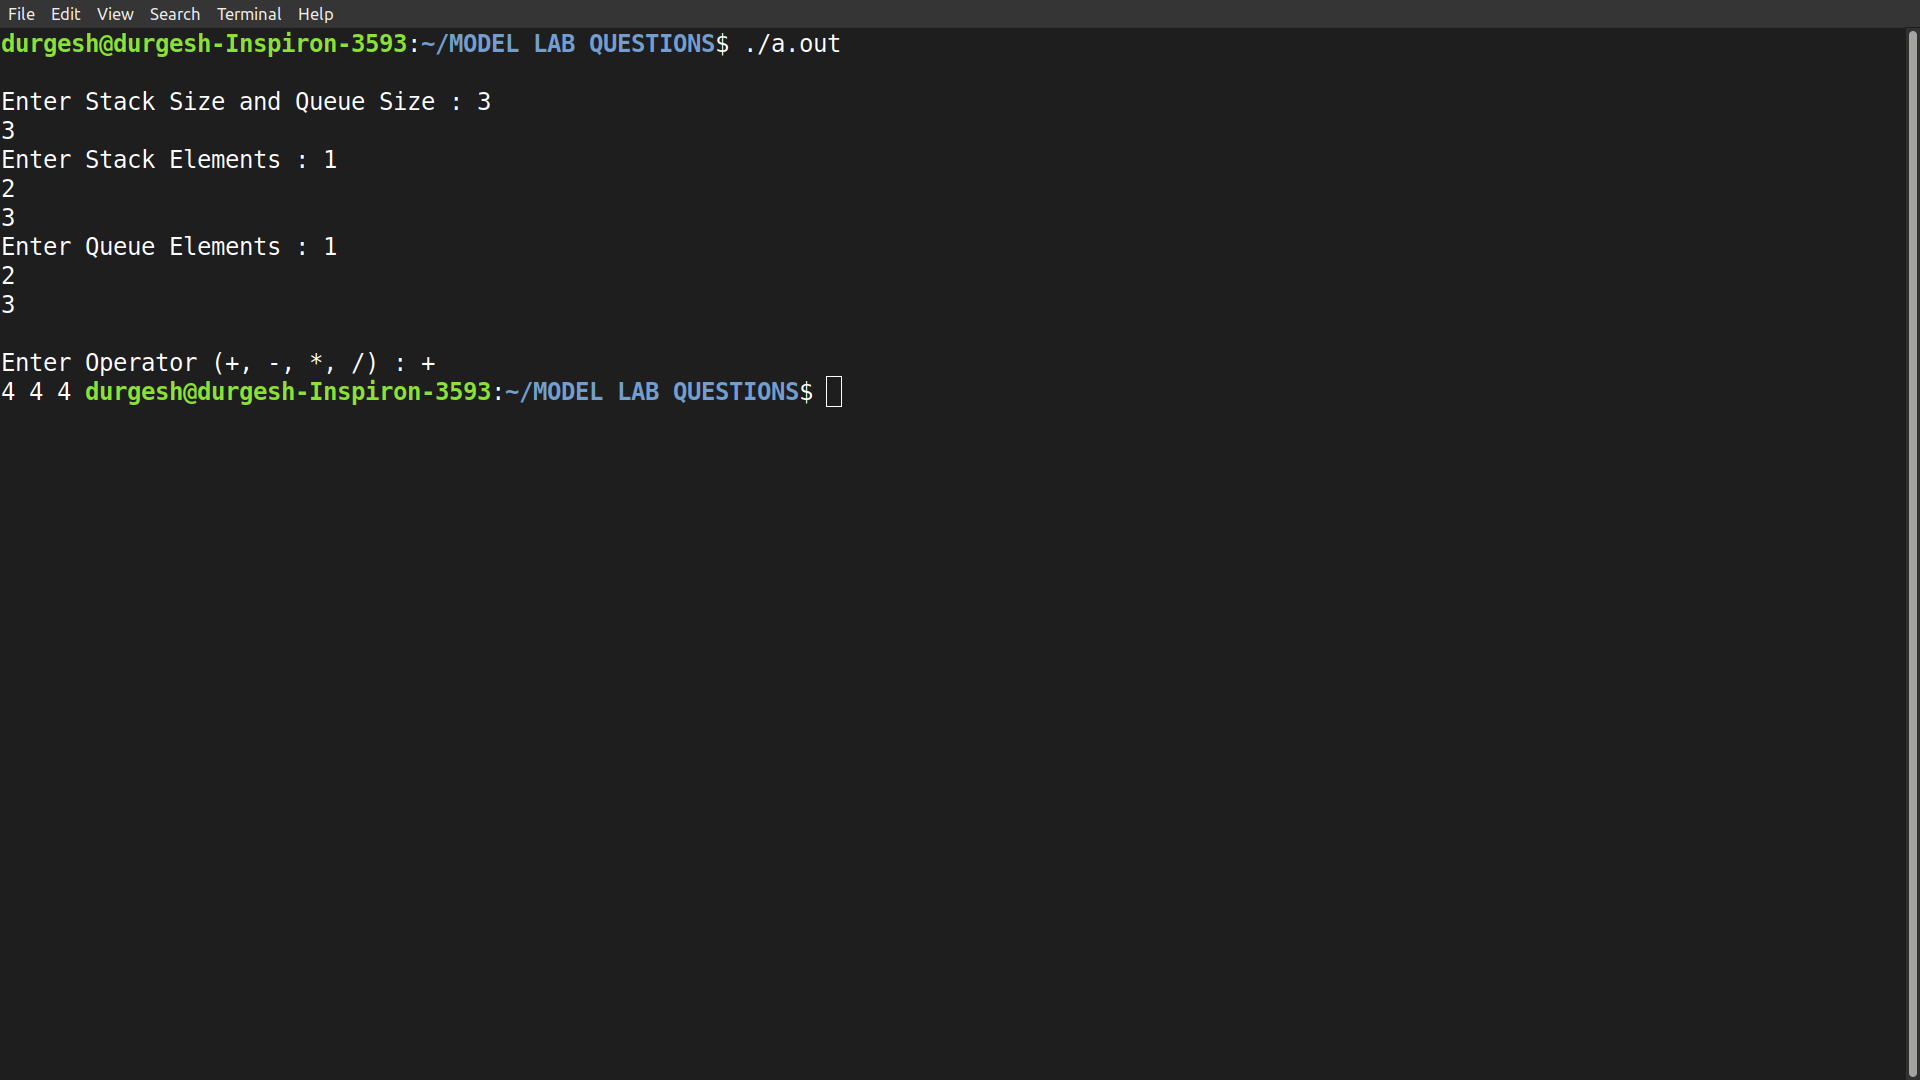 File Edit View Search Terminal Help
durgesh@durgesh-Inspiron-3593:~/MODEL LAB QUESTIONS$ ./a.out
Enter Stack Size and Queue Size : 3
3
Enter Stack Elements : 1
2
3
Enter Queue Elements : 1
2
3
Enter Operator (+, -, *, /) : +
4 4 4 durgesh@durgesh-Inspiron-3593:~/MODEL LAB QUESTIONS$